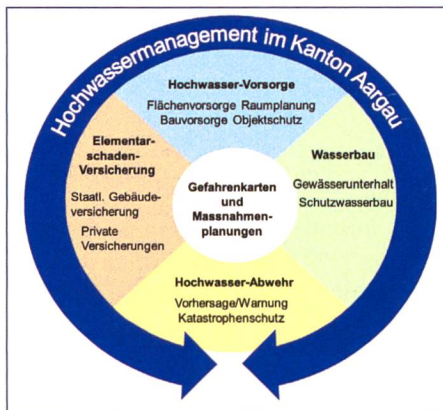 Hochwassermanagement im Kanton Aargau
Hochwasser-Vorsorge
Flächenvorsorge Raumplanung
Bauvorsorge Objektschutz
Elementar-
schaden-
Versicherung
Staatl. Gebäude-
versicherung
Private
Versicherungen
Gefahrenkarten
und
Massnahmen-
planungen
Wasserbau
Gewässerunterhalt
Schutzwasserbau
Hochwasser-Abwehr
Vorhersage/Warnung
Katastrophenschutz